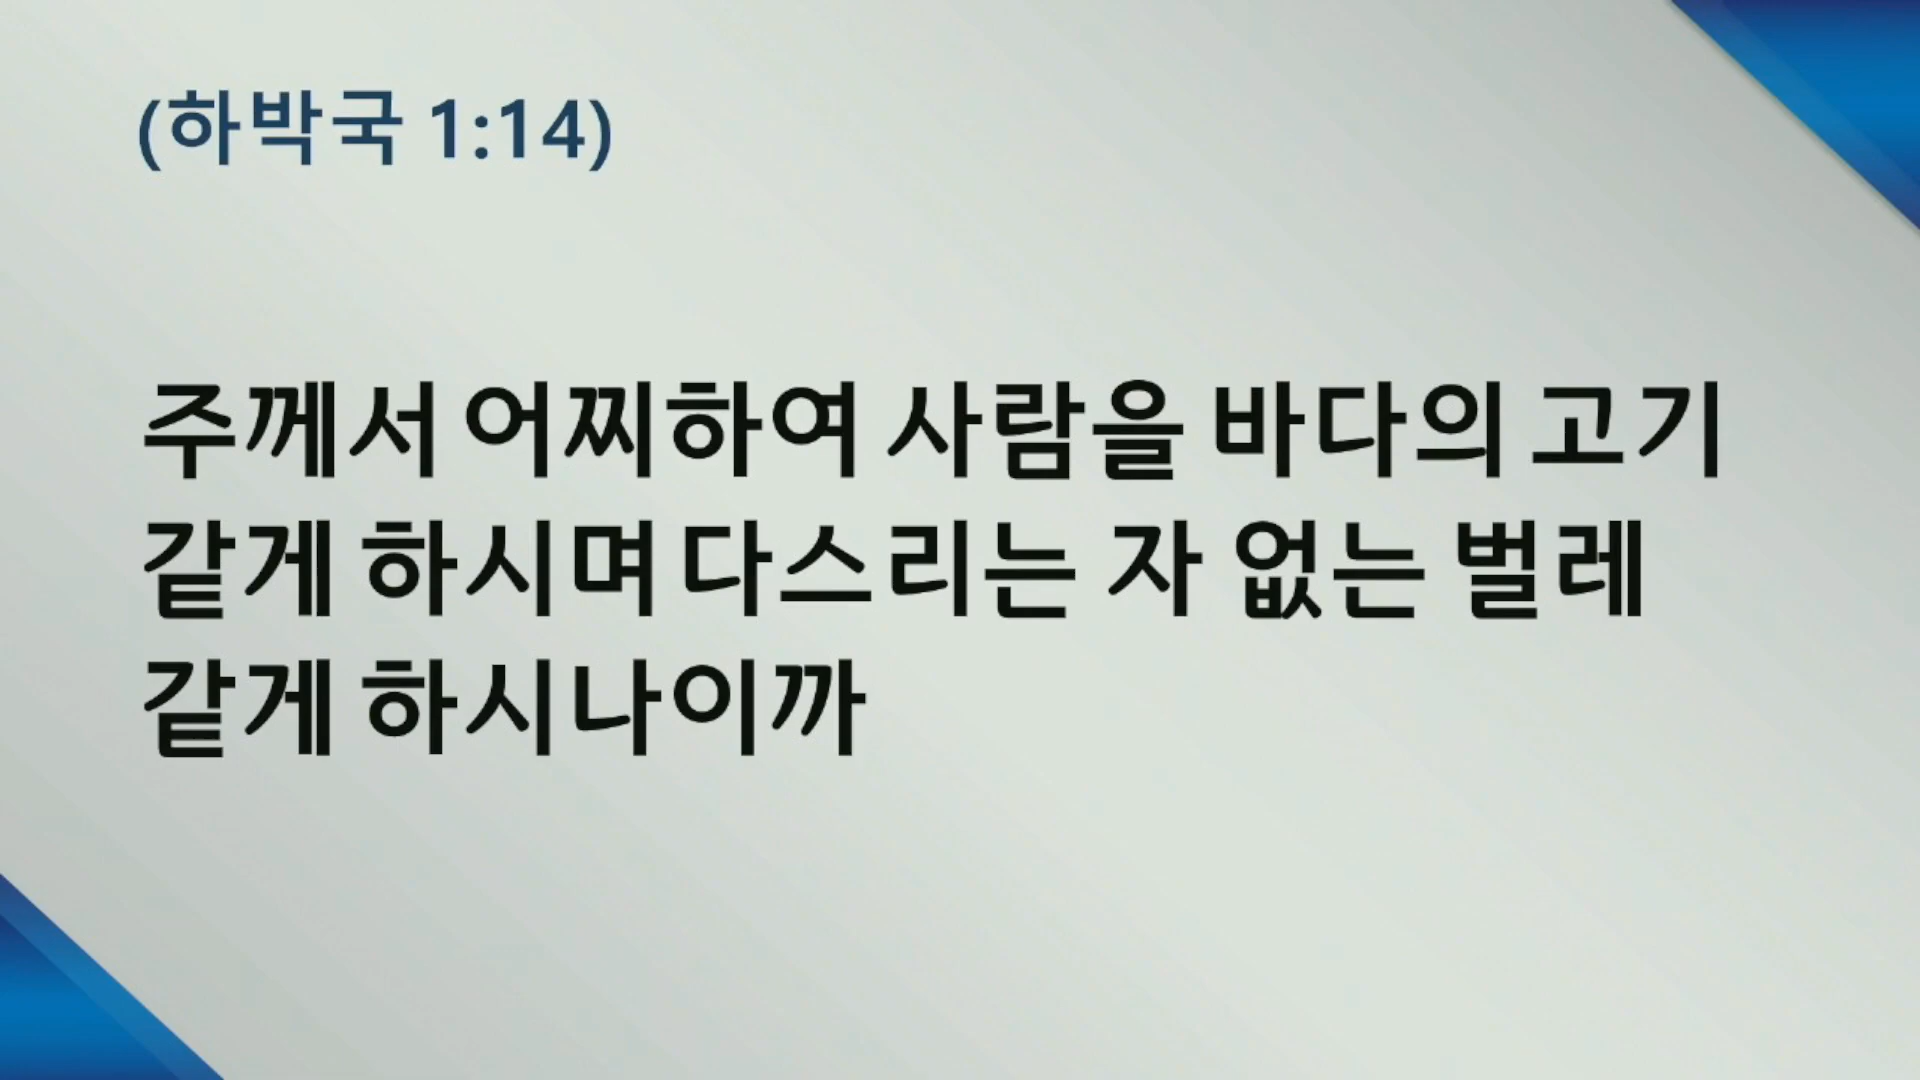 (하박국 1:14)
주께서 어찌하여 사람을 바다의 고기
같게 하시며 다스리는 자 없는 벌레
같게 하시나이까